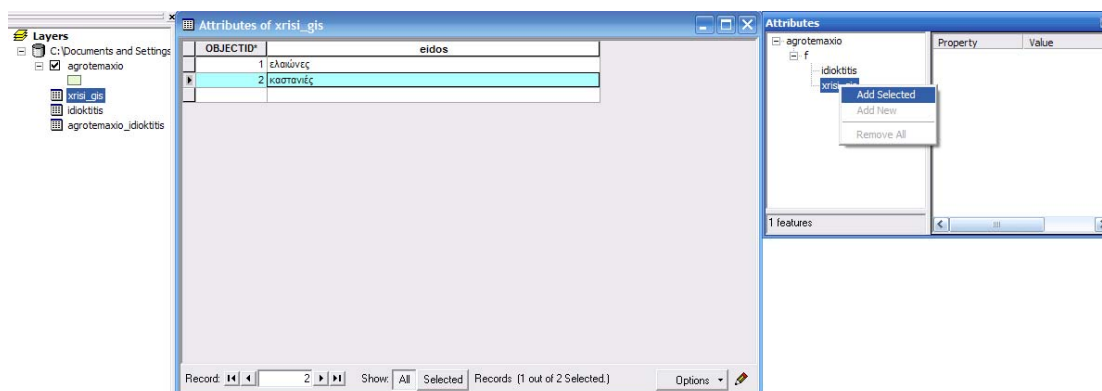 Layers
C:\Documents and Settings
agrotemaxio
xrisi_gis
idioktitis
agrotemaxio_idioktitis
Attributes of xrisi_gis
OBJECTID* eidos
1 ελαιώνες
2 καστανιές
Record: 2 Show: All Selected Records (1 out of 2 Selected.) Options
Attributes
agrotemaxio
f
idioktitis
Add Selected
Add New
Remove All
1 features
Property Value